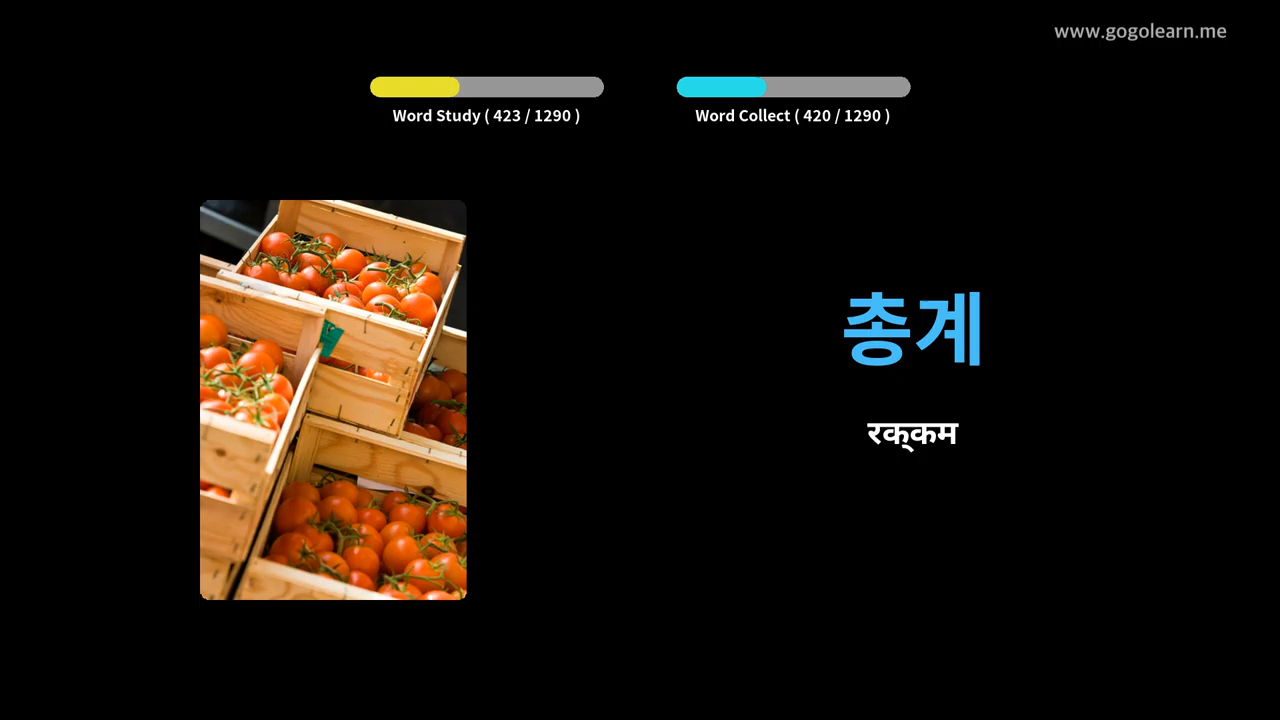 www.gogolearn.me
Word Study ( 423 / 1290 )
Word Collect ( 420 / 1290 )
총계
रक्‌कम